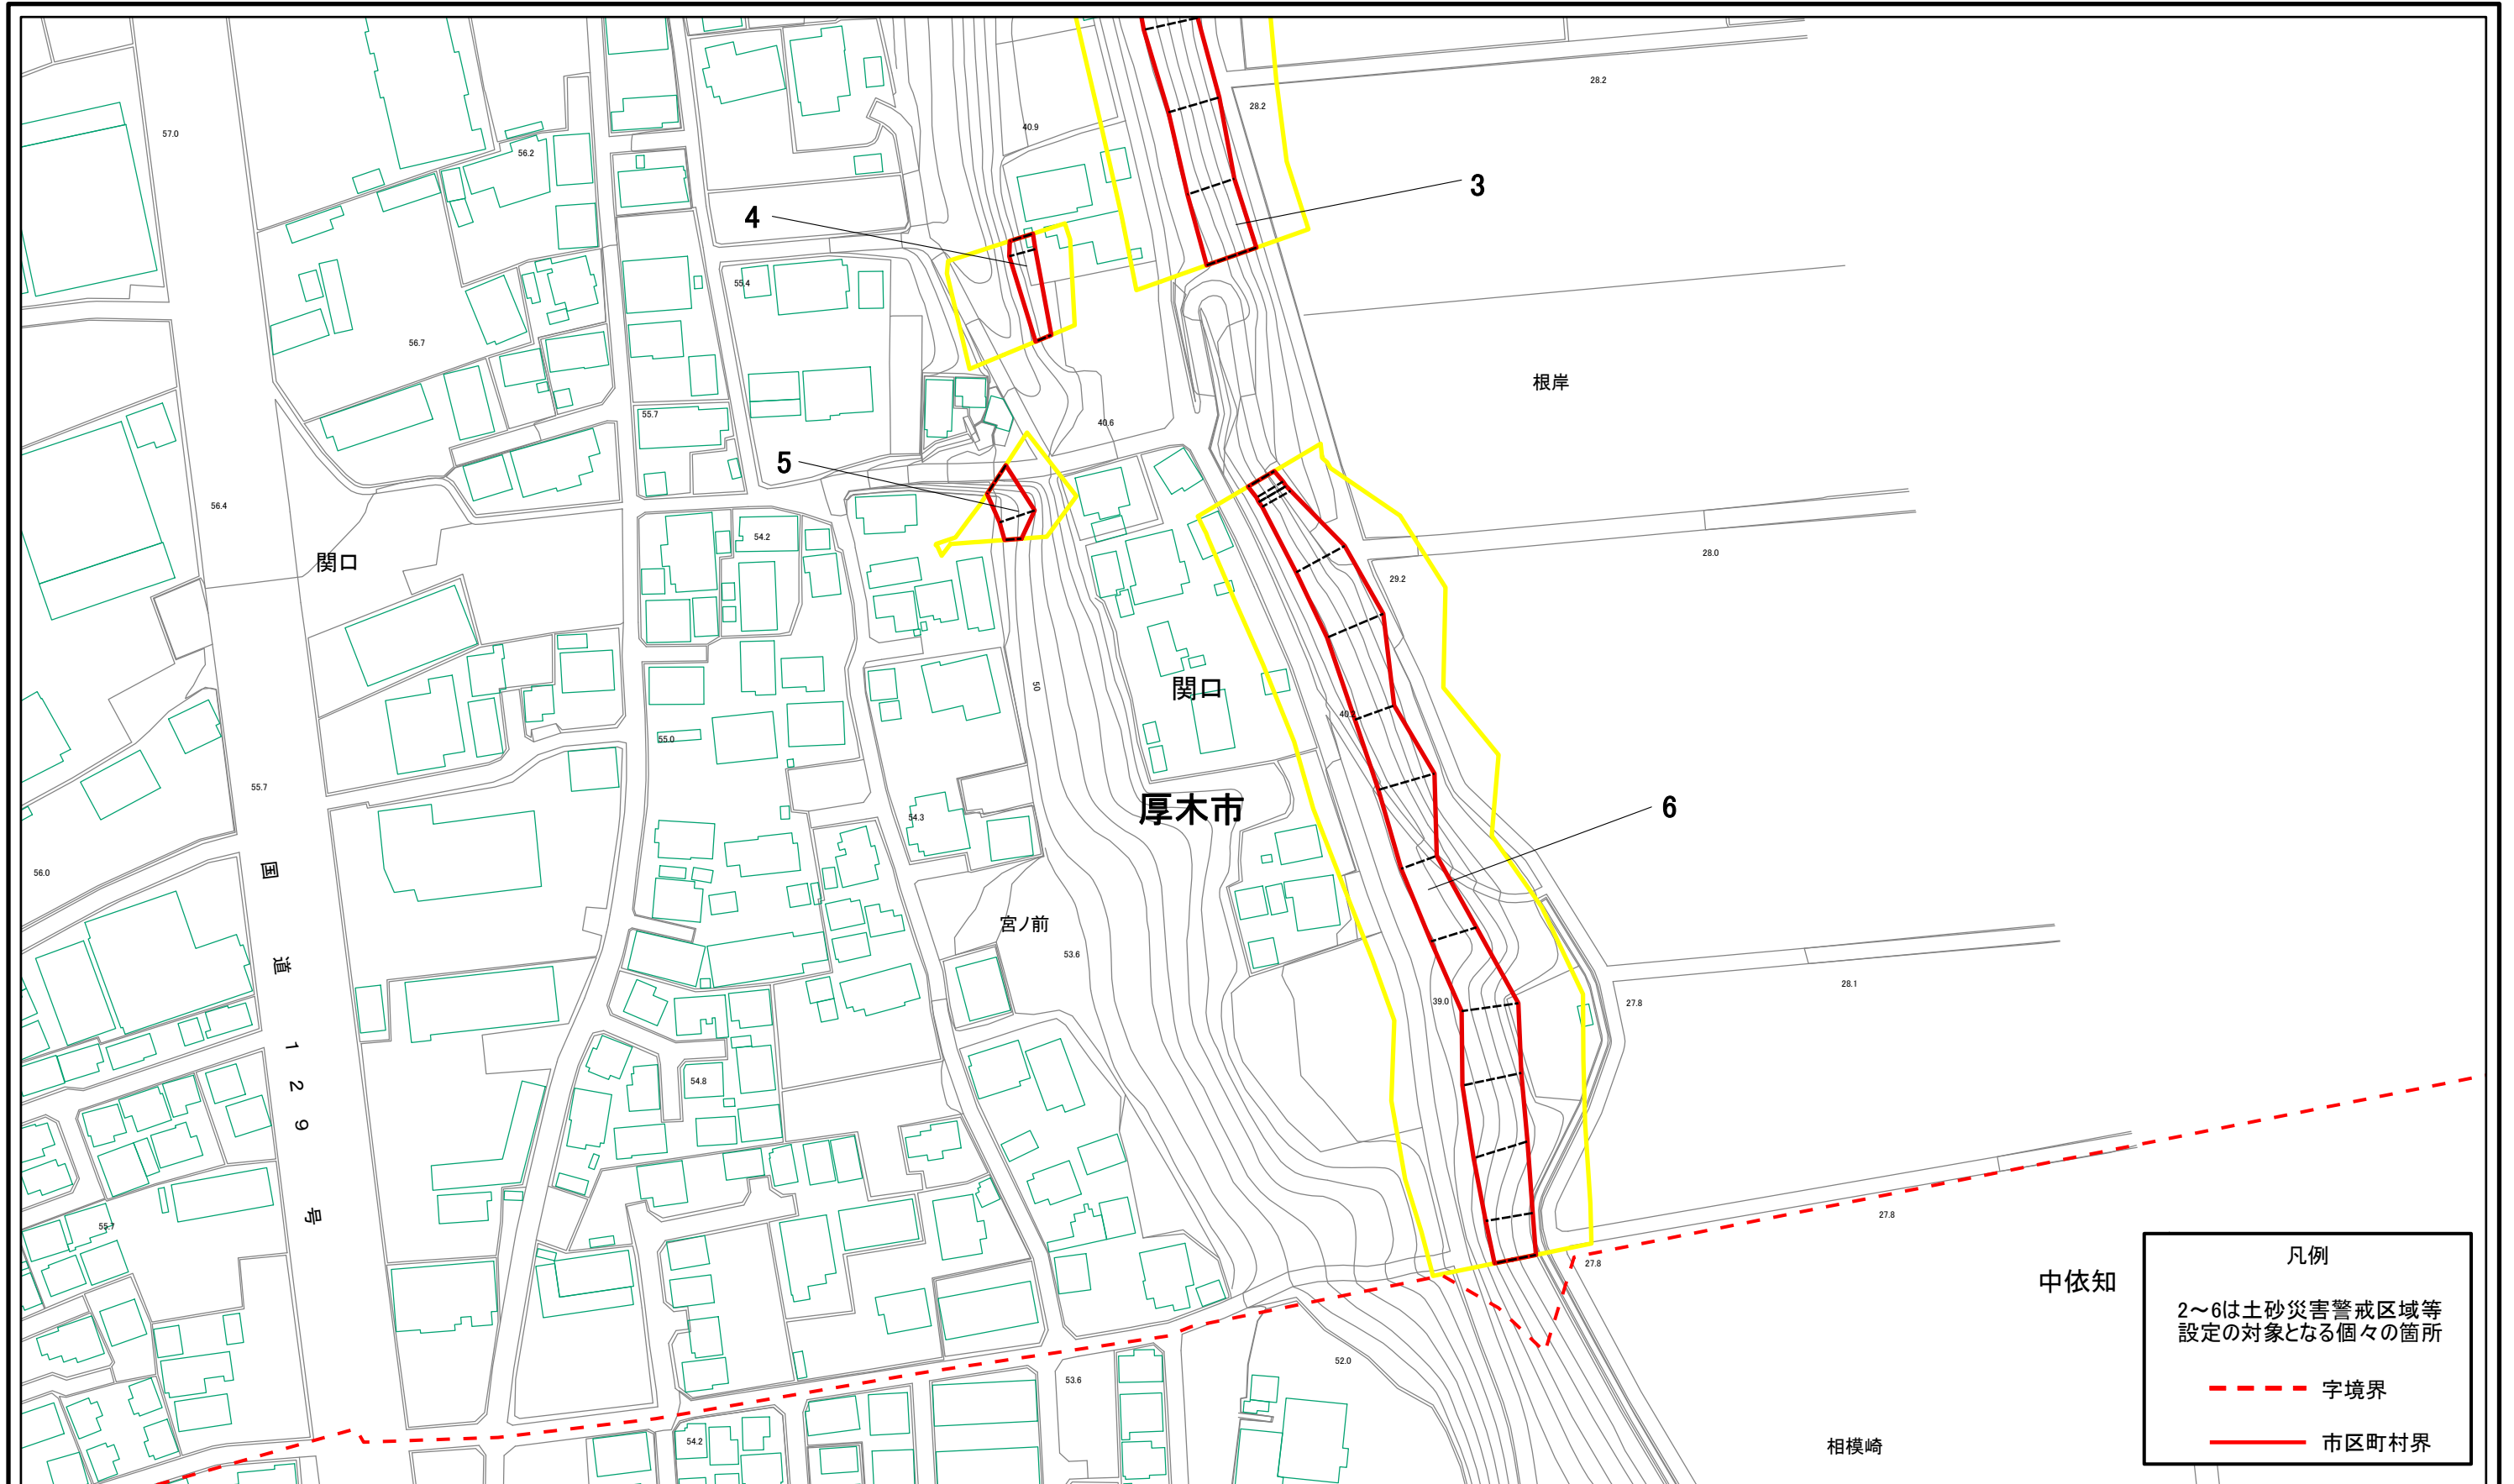 28.2
28.2
57.0
40.9
56.2
3
4
55.4
56.7
根岸
55.7
40.6
5
56.4
54.2
28.0
関口
29.2
50
関口
40.2
55.0
55.7
厚木市
6
54.3
国道129号
56.0
宮ノ前
53.6
28.1
39.0
27.8
54.8
27.8
55.7
27.8
中依知
凡例
2～6は土砂災害警戒区域等
設定の対象となる個々の箇所
字境界
市区町村界
52.0
53.6
54.2
相模崎